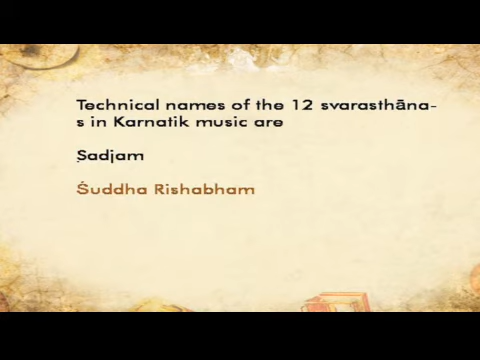 Technical names of the 12 svarasthāna-
s in Karnatik music are
Ṣadjam
Śuddha Rishabham